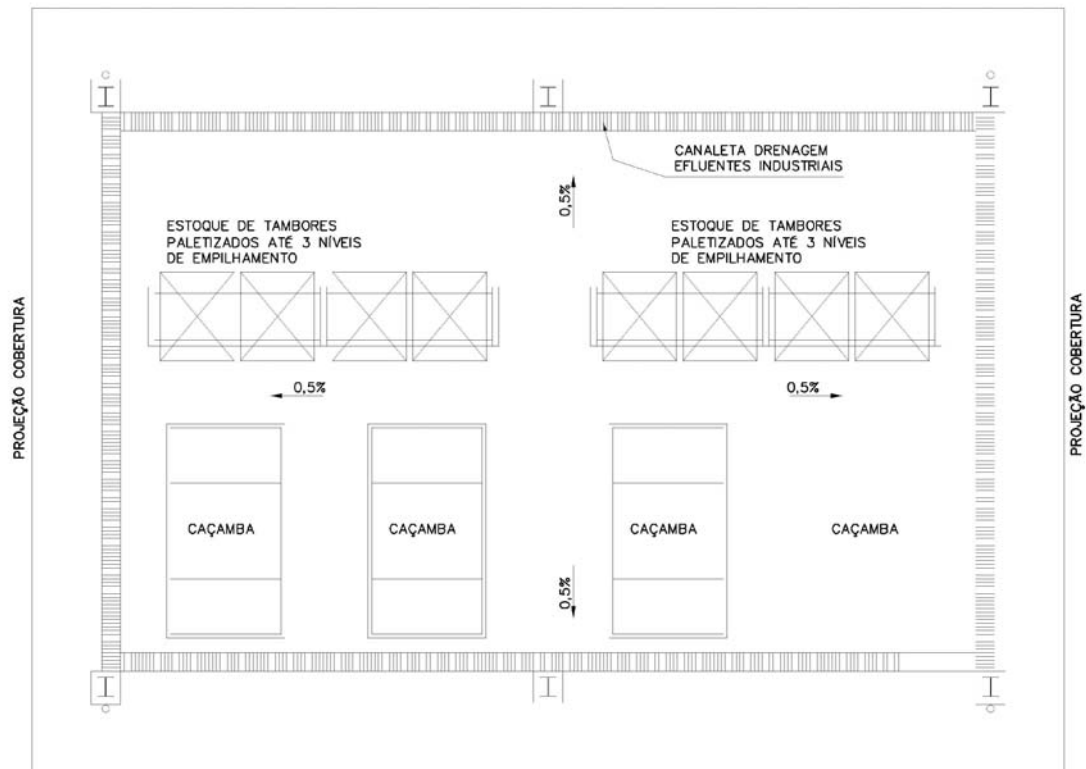 CANALETA DRENAGEM
EFLUENTES INDUSTRIAIS
0,5%
ESTOQUE DE TAMBORES
PALETIZADOS ATÉ 3 NÍVEIS
DE EMPILHAMENTO
ESTOQUE DE TAMBORES
PALETIZADOS ATÉ 3 NÍVEIS
DE EMPILHAMENTO
PROJEÇÃO COBERTURA
PROJEÇÃO COBERTURA
0,5%
0,5%
CAÇAMBA
CAÇAMBA
CAÇAMBA
CAÇAMBA
0,5%